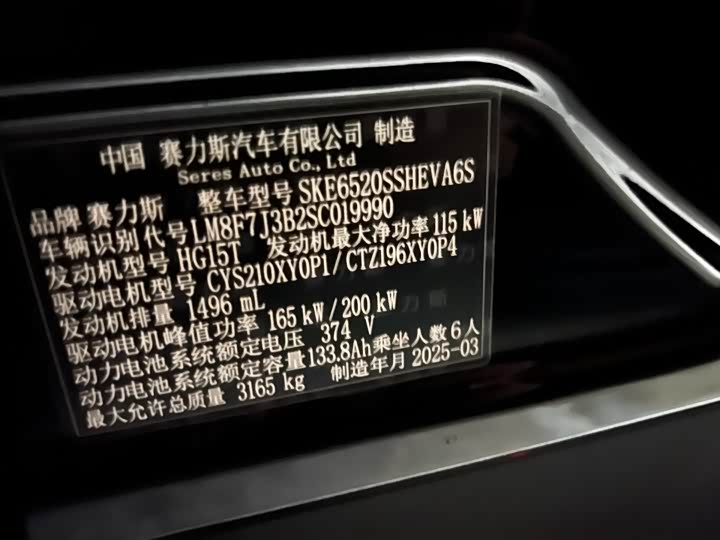 中国 赛力斯汽车有限公司 制造
Seres Auto Co., Ltd
品牌 赛力斯 整车型号 SKE6520SSHEVA6S
车辆识别代号 LM8F7J3B2SC019990
发动机型号 HG15T 发动机最大净功率 115 kW
驱动电机型号 CYS210XY0P1/CTZ196XY0P4
发动机排量 1496 mL
驱动电机峰值功率 165 kW/200 kW
动力电池系统额定电压 374 V
动力电池系统额定容量 133.8Ah 乘坐人数 6人
最大允许总质量 3165 kg 制造年月 2025-03